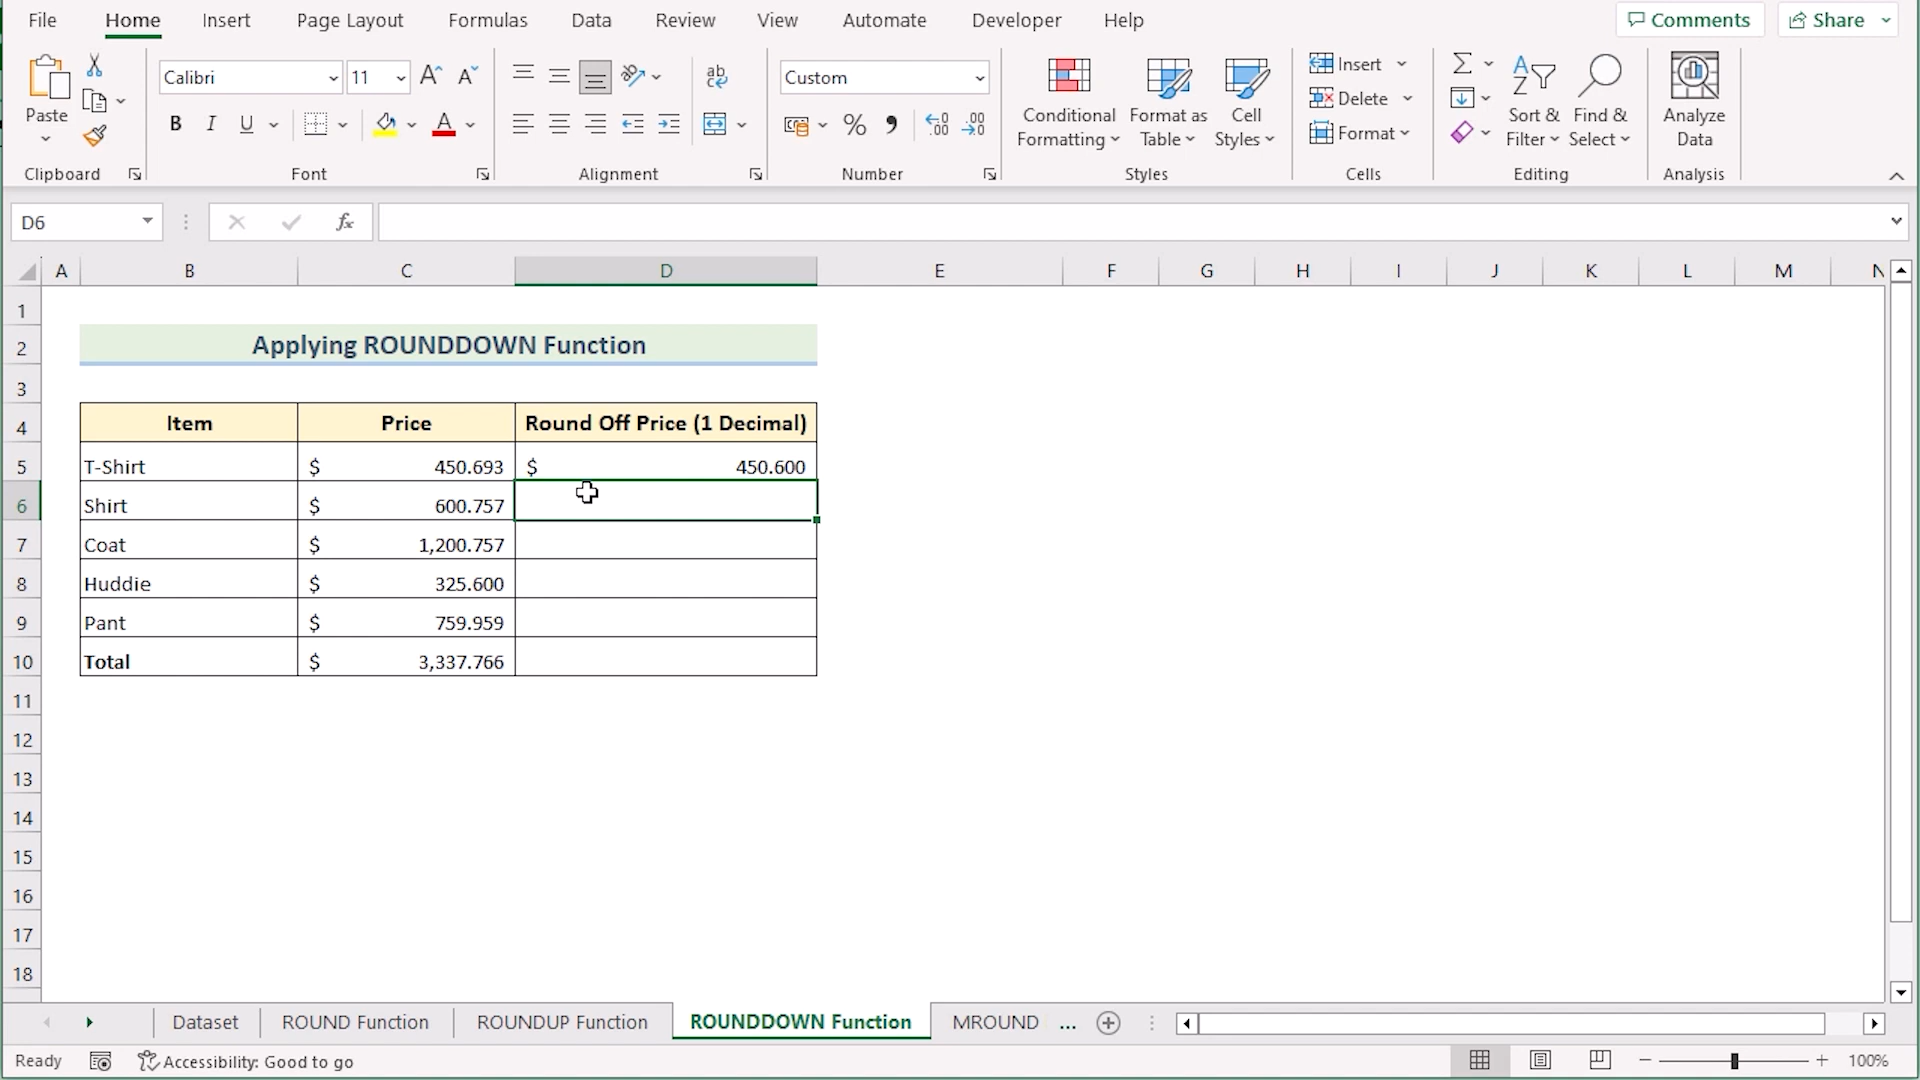 File Home Insert Page Layout Formulas Data Review View Automate Developer Help Comments Share
Paste Calibri 11 A A ab Custom Insert
Conditional Formatting Format as Table Cell Styles Delete Sort & Filter Find & Select Analyze Data
B I U A % , Format
Clipboard Font Alignment Number Styles Cells Editing Analysis
D6 fx
A B C D E F G H I J K L M N
1
2 Applying ROUNDDOWN Function
3
4 Item Price Round Off Price (1 Decimal)
5 T-Shirt $ 450.693 $ 450.600
6 Shirt $ 600.757
7 Coat $ 1,200.757
8 Huddie $ 325.600
9 Pant $ 759.959
10 Total $ 3,337.766
11
12
13
14
15
16
17
18
Dataset ROUND Function ROUNDUP Function ROUNDDOWN Function MROUND ...
Ready Accessibility: Good to go 100%